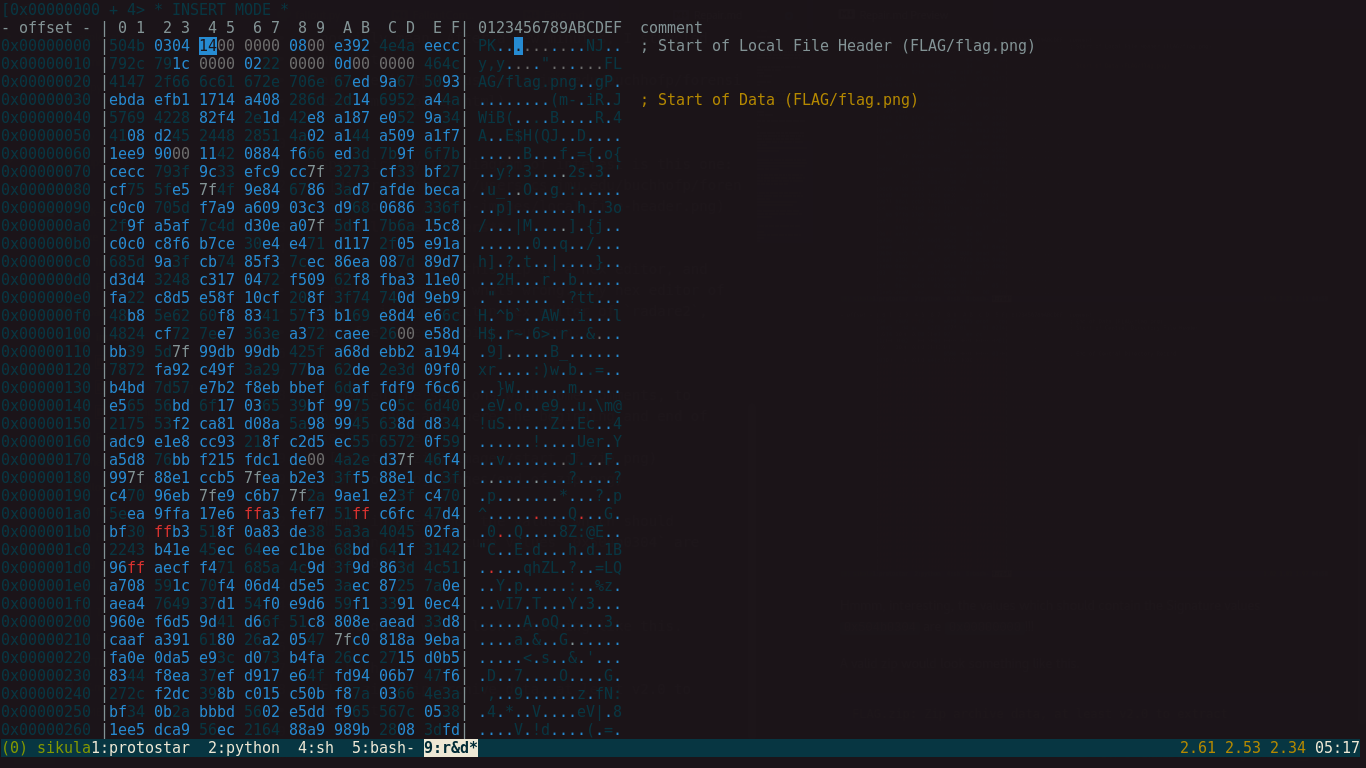 [0x00000000 + 4> * INSERT MODE *
- offset - | 0 1 2 3 4 5 6 7 8 9 A B C D E F| 0123456789ABCDEF comment
0x00000000 |504b 0304 1400 0000 0800 e392 4e4a eecc| PK............NJ.. ; Start of Local File Header (FLAG/flag.png)
0x00000010 |792c 791c 0000 0222 0000 0d00 0000 464c| y,y...."......FL
0x00000020 |4147 2f66 6c61 672e 706e 67ed 9a67 5093| AG/flag.png..gP.
0x00000030 |ebda efb1 1714 a408 286d 2d14 6952 a44a| ........(m-.iR.J ; Start of Data (FLAG/flag.png)
0x00000040 |5769 4228 82f4 2e1d 42e8 a187 e052 9a34| WiB(....B....R.4
0x00000050 |4108 d245 2448 2851 4a02 a144 a509 a1f7| A..E$H(QJ..D....
0x00000060 |1ee9 9000 1142 0884 f666 ed3d 7b9f 6f7b| .....B...f.={.o{
0x00000070 |cecc 793f 9c33 efc9 cc7f 3273 cf33 bf27| ..y?.3....2s.3.'
0x00000080 |cf75 5fe5 7f4f 9e84 6786 3ad7 afde beca| .u_..O..g.:.....
0x00000090 |c0c0 705d f7a9 a609 03c3 d968 0686 336f| ..p].......h..3o
0x000000a0 |2f9f a5af 7c4d d30e a07f 5df1 7b6a 15c8| /...|M....].{j..
0x000000b0 |c0c0 c8f6 b7ce 30e4 e471 d117 2f05 e91a| ......0..q../...
0x000000c0 |685d 9a3f cb74 85f3 7cec 86ea 087d 89d7| h].?.t..|....}..
0x000000d0 |d3d4 3248 c317 0472 f509 62f8 fba3 11e0| ..2H...r..b.....
0x000000e0 |fa22 c8d5 e58f 10cf 208f 3f74 740d 9eb9| ."...... .?tt...
0x000000f0 |48b8 5e62 60f8 8341 57f3 b169 e8d4 e66c| H.^b`..AW..i...l
0x00000100 |4824 cf72 7ee7 363e a372 caee 2600 e58d| H$.r~.6>.r..&...
0x00000110 |bb39 5d7f 99db 99db 425f a68d ebb2 a194| .9].....B_......
0x00000120 |7872 fa92 c49f 3a29 77ba 62de 2e3d 09f0| xr....:)w.b..=..
0x00000130 |b4bd 7d57 e7b2 f8eb bbef 6daf fdf9 f6c6| ..}W......m.....
0x00000140 |e565 56bd 6f17 0365 39bf 9975 c05c 6d40| .eV.o..e9..u.\m@
0x00000150 |2175 53f2 ca81 d08a 5a98 9945 638d d834| !uS.....Z..Ec..4
0x00000160 |adc9 e1e8 cc93 218f c2d5 ec55 6572 0f59| ......!....Uer.Y
0x00000170 |a5d8 76bb f215 fdc1 de00 4a2e d37f 46f4| ..v.......J...F.
0x00000180 |997f 88e1 ccb5 7fea b2e3 3ff5 88e1 dc3f| ..........?....?
0x00000190 |c470 96eb 7fe9 c6b7 7f2a 9ae1 e23f c470| .p.......*...?.p
0x000001a0 |5eea 9ffa 17e6 ffa3 fef7 51ff c6fc 47d4| ^.........Q...G.
0x000001b0 |bf30 ffb3 518f 0a83 de38 5a3a 4045 02fa| .0..Q....8Z:@E..
0x000001c0 |2243 b41e 45ec 64ee c1be 68bd 641f 3142| "C..E.d...h.d.1B
0x000001d0 |96ff aecf f471 685a 4c9d 3f9d 863d 4c51| .....qhZL.?..=LQ
0x000001e0 |a708 591c 70f4 06d4 d5e5 3aec 8725 7a0e| ..Y.p.....:..%z.
0x000001f0 |aea4 7649 37d1 54f0 e9d6 59f1 3391 0ec4| ..vI7.T...Y.3...
0x00000200 |960e f6d5 9d41 d66f 51c8 808e aead 33d8| .....A.oQ.....3.
0x00000210 |caaf a391 6180 26a2 0547 7fc0 818a 9eba| ....a.&..G......
0x00000220 |fa0e 0da5 e93c d073 b4fa 26cc 2715 d0b5| .....<.s..&.'...
0x00000230 |8344 f8ea 37ef d917 e64f fd94 06b7 47f6| .D..7....O....G.
0x00000240 |272c f2dc 398b c015 c50b f87a 0366 4e3a| ',..9......z.fN:
0x00000250 |bf34 0b2a bbbd 5602 e5dd f965 567c 0538| .4.*..V....eV|.8
0x00000260 |1ee5 dca9 56ec 2164 88a9 989b 2808 3dfd| ....V.!d....(.=.
(0) sikula1:protostar 2:python 4:sh 5:bash- 9:r&d* 2.61 2.53 2.34 05:17